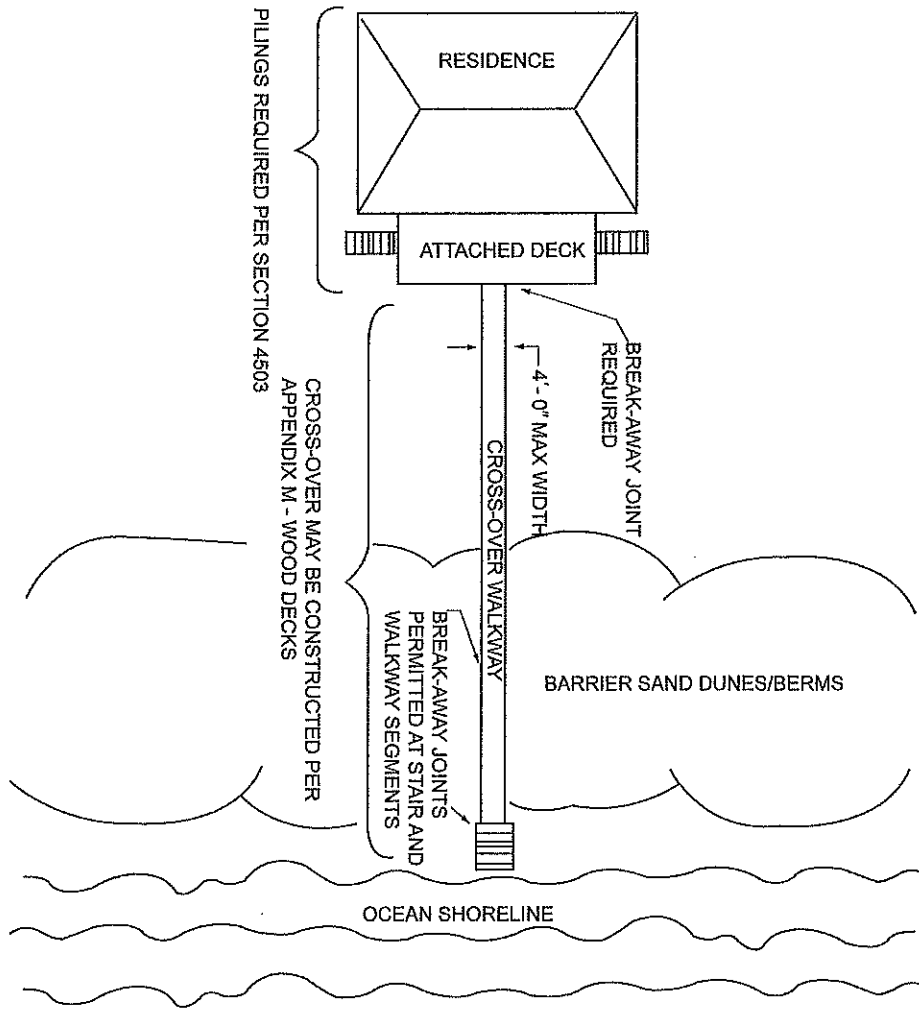 RESIDENCE
ATTACHED DECK
PILINGS REQUIRED PER SECTION 4503
BREAK-AWAY JOINT
REQUIRED
4'- 0" MAX WIDTH
CROSS-OVER WALKWAY
CROSS-OVER MAY BE CONSTRUCTED PER
APPENDIX M - WOOD DECKS
BREAK-AWAY JOINTS
PERMITTED AT STAIR AND
WALKWAY SEGMENTS
BARRIER SAND DUNES/BERMS
OCEAN SHORELINE